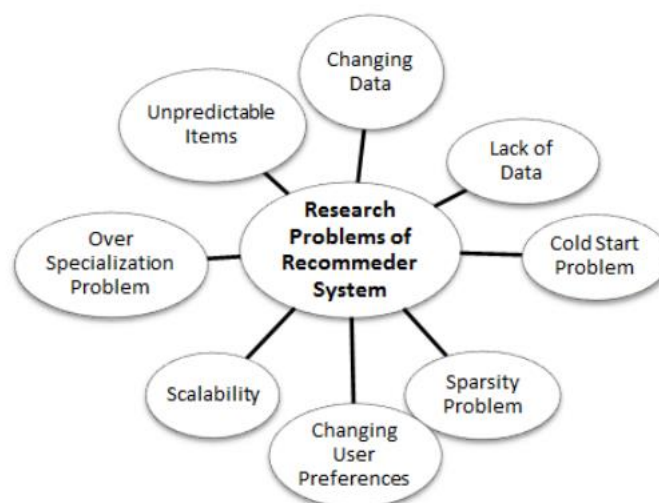 Changing
Data
Unpredictable
Items
Lack of
Data
Research
Problems of
Recommeder
System
Over
Specialization
Problem
Cold Start
Problem
Scalability
Sparsity
Problem
Changing
User
Preferences